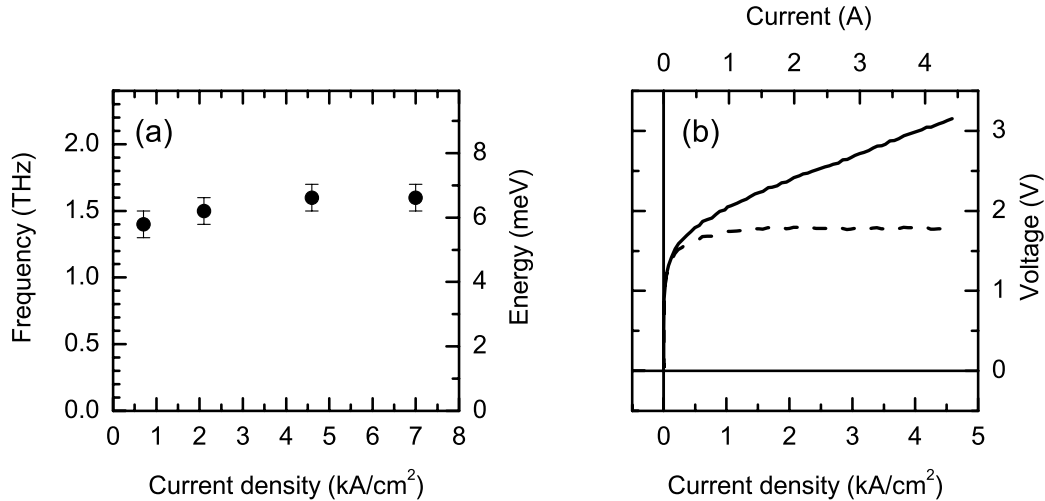 Current (A)
0 1 2 3 4
(a)
(b)
2.0
1.5
1.0
0.5
0.0
Frequency (THz)
8
6
4
2
0
Energy (meV)
3
2
1
0
Voltage (V)
0 1 2 3 4 5 6 7 8
0 1 2 3 4 5
Current density (kA/cm²)
Current density (kA/cm²)